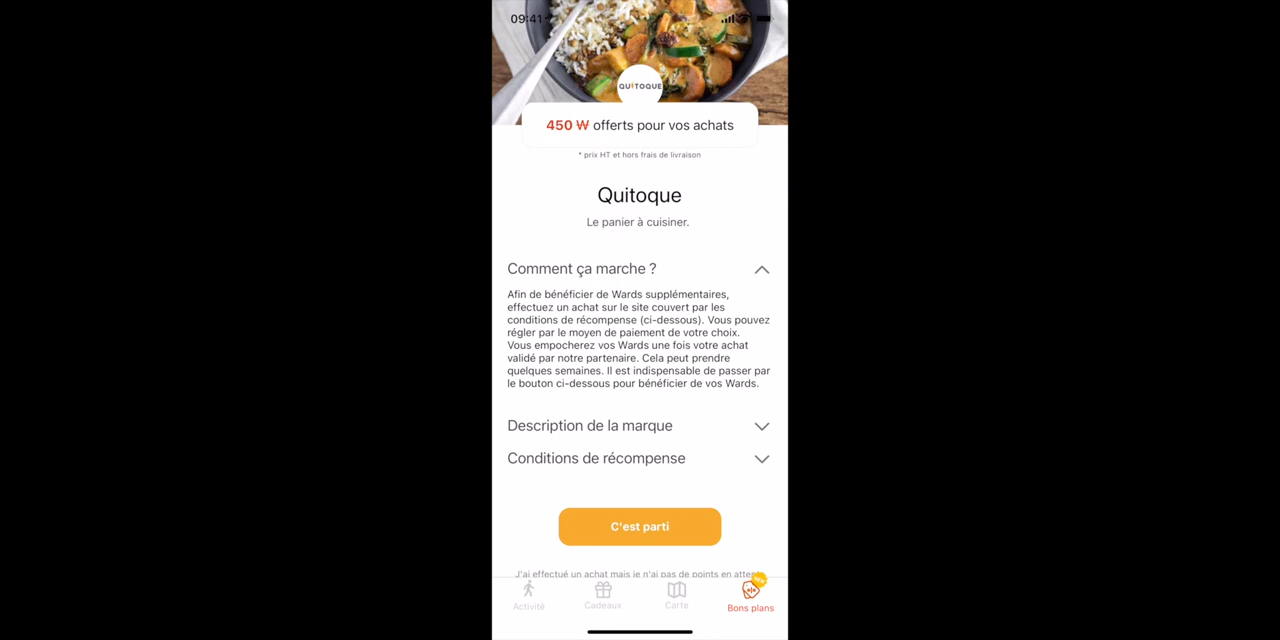 09:41
QUITOQUE
450 ₩ offerts pour vos achats
* prix HT et hors frais de livraison
Quitoque
Le panier à cuisiner.
Comment ça marche ?
Afin de bénéficier de Wards supplémentaires,
effectuez un achat sur le site couvert par les
conditions de récompense (ci-dessous). Vous pouvez
régler par le moyen de paiement de votre choix.
Vous empocherez vos Wards une fois votre achat
validé par notre partenaire. Cela peut prendre
quelques semaines. Il est indispensable de passer par
le bouton ci-dessous pour bénéficier de vos Wards.
Description de la marque
Conditions de récompense
C'est parti
J'ai effectué un achat mais je n'ai pas de points en
NEW
Activité
Cadeaux
Carte
Bons plans